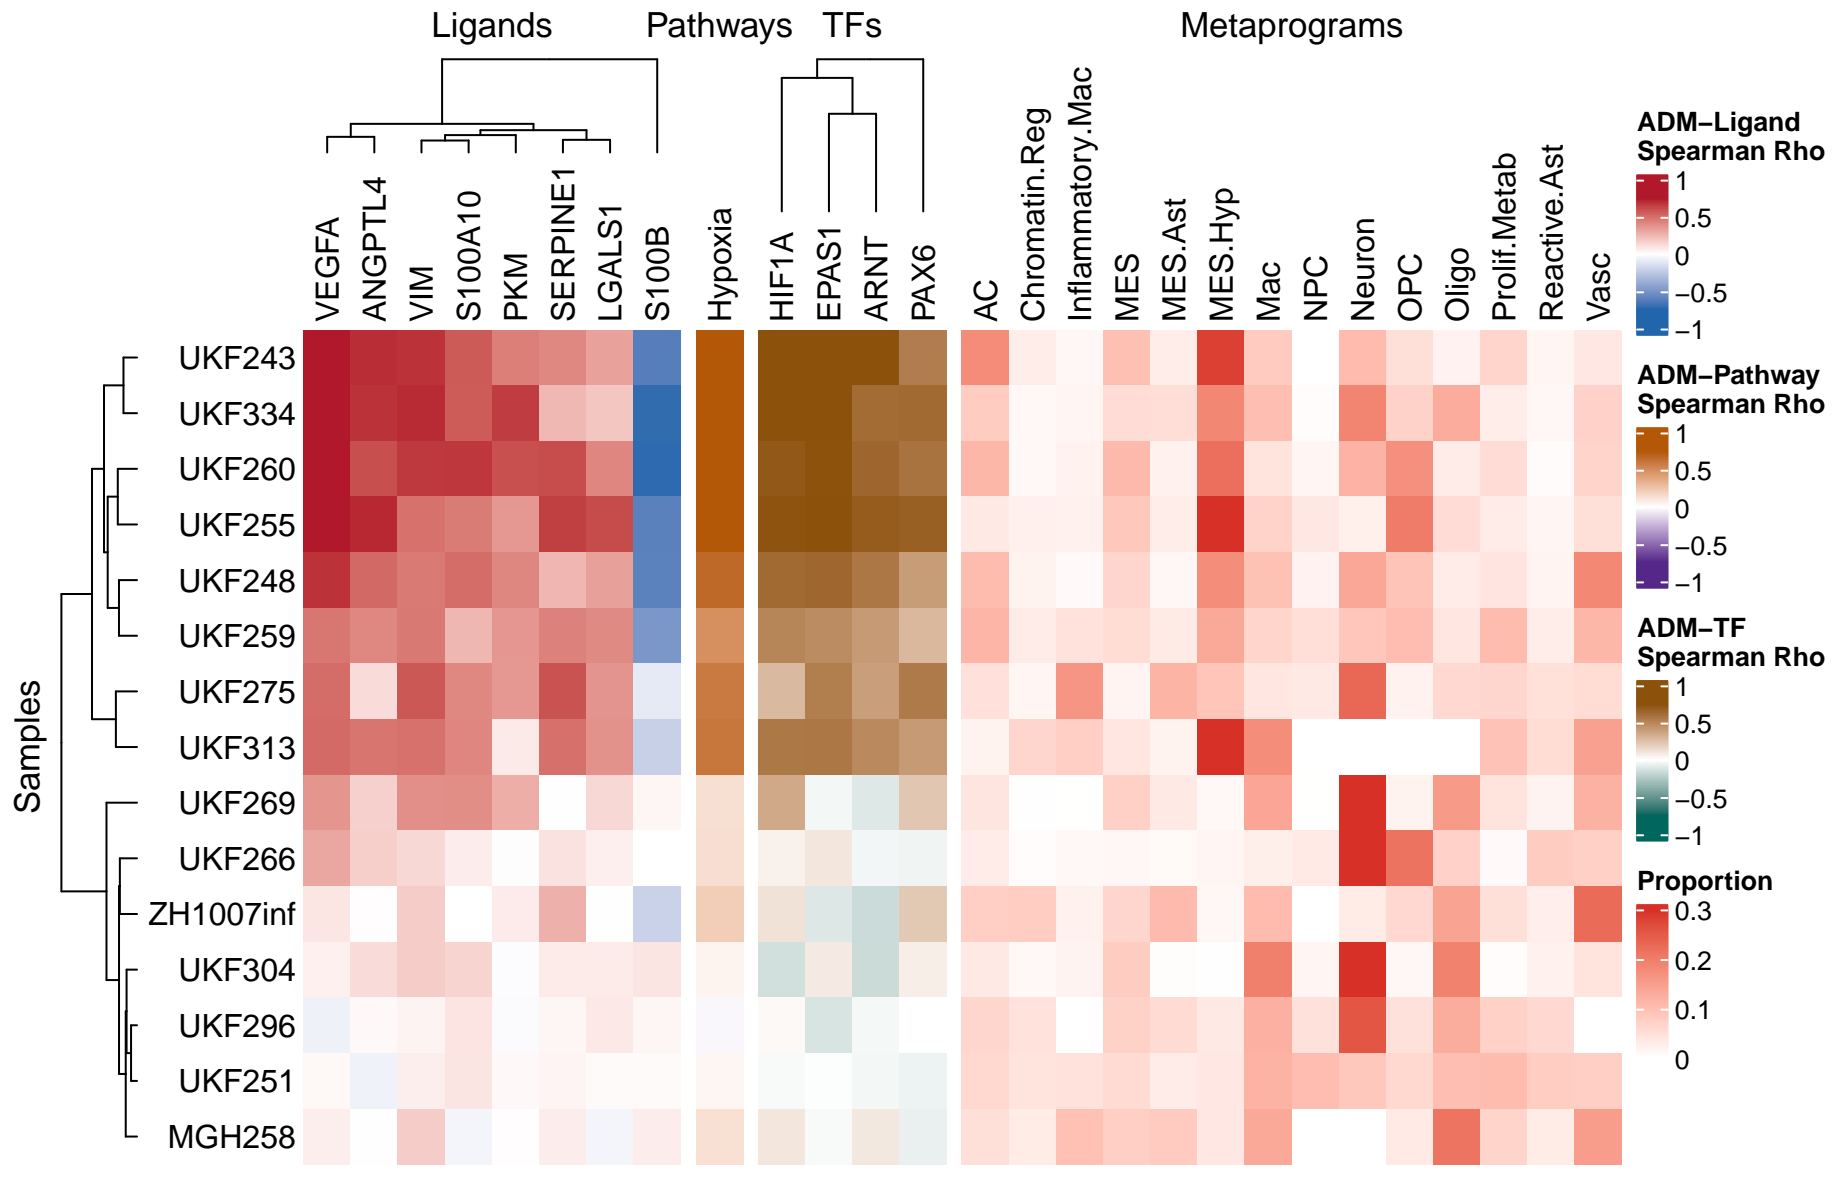 Ligands Pathways TFs Metaprograms
VEGFA
ANGPTL4
VIM
S100A10
PKM
SERPINE1
LGALS1
S100B
Hypoxia
HIF1A
EPAS1
ARNT
PAX6
AC
Chromatin.Reg
Inflammatory.Mac
MES
MES.Ast
MES.Hyp
Mac
NPC
Neuron
OPC
Oligo
Prolif.Metab
Reactive.Ast
Vasc
Samples
UKF243
UKF334
UKF260
UKF255
UKF248
UKF259
UKF275
UKF313
UKF269
UKF266
ZH1007inf
UKF304
UKF296
UKF251
MGH258
ADM−Ligand
Spearman Rho
1
0.5
0
−0.5
−1
ADM−Pathway
Spearman Rho
1
0.5
0
−0.5
−1
ADM−TF
Spearman Rho
1
0.5
0
−0.5
−1
Proportion
0.3
0.2
0.1
0